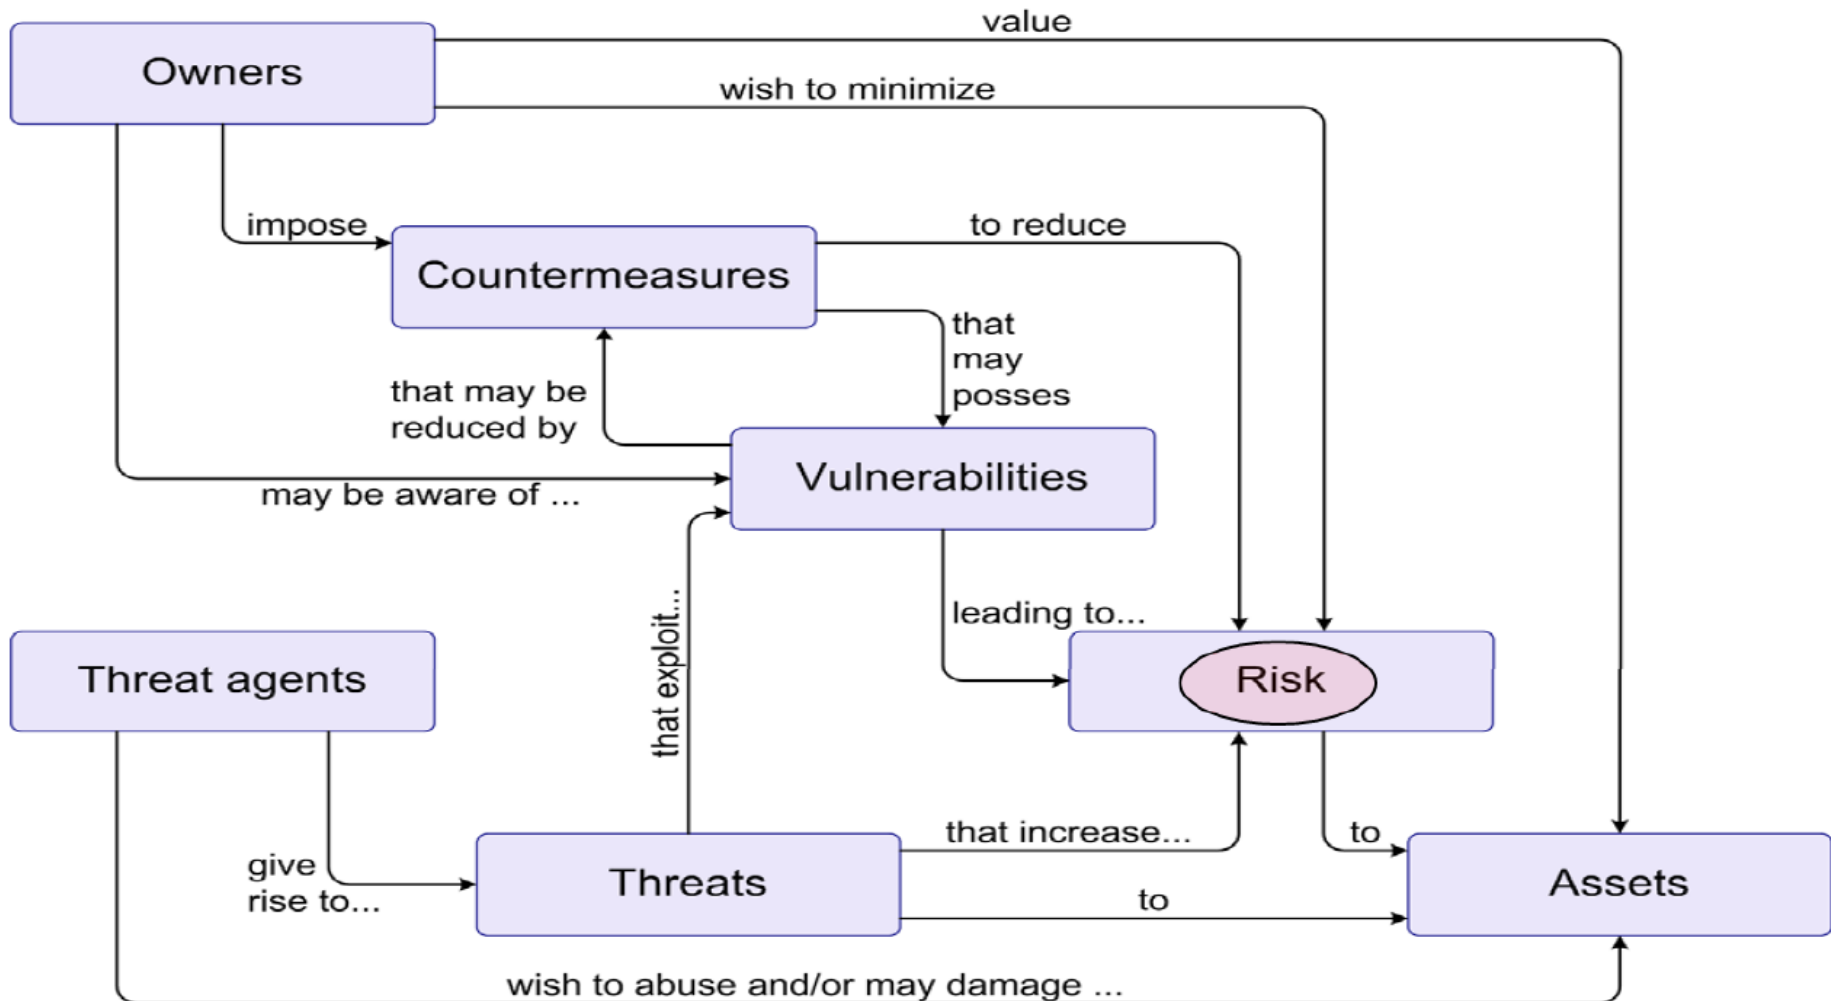 value
Owners
wish to minimize
impose
to reduce
Countermeasures
that
may
posses
that may be
reduced by
Vulnerabilities
may be aware of ...
that exploit...
leading to...
Threat agents
Risk
that increase...
to
give
rise to...
Threats
Assets
to
wish to abuse and/or may damage ...